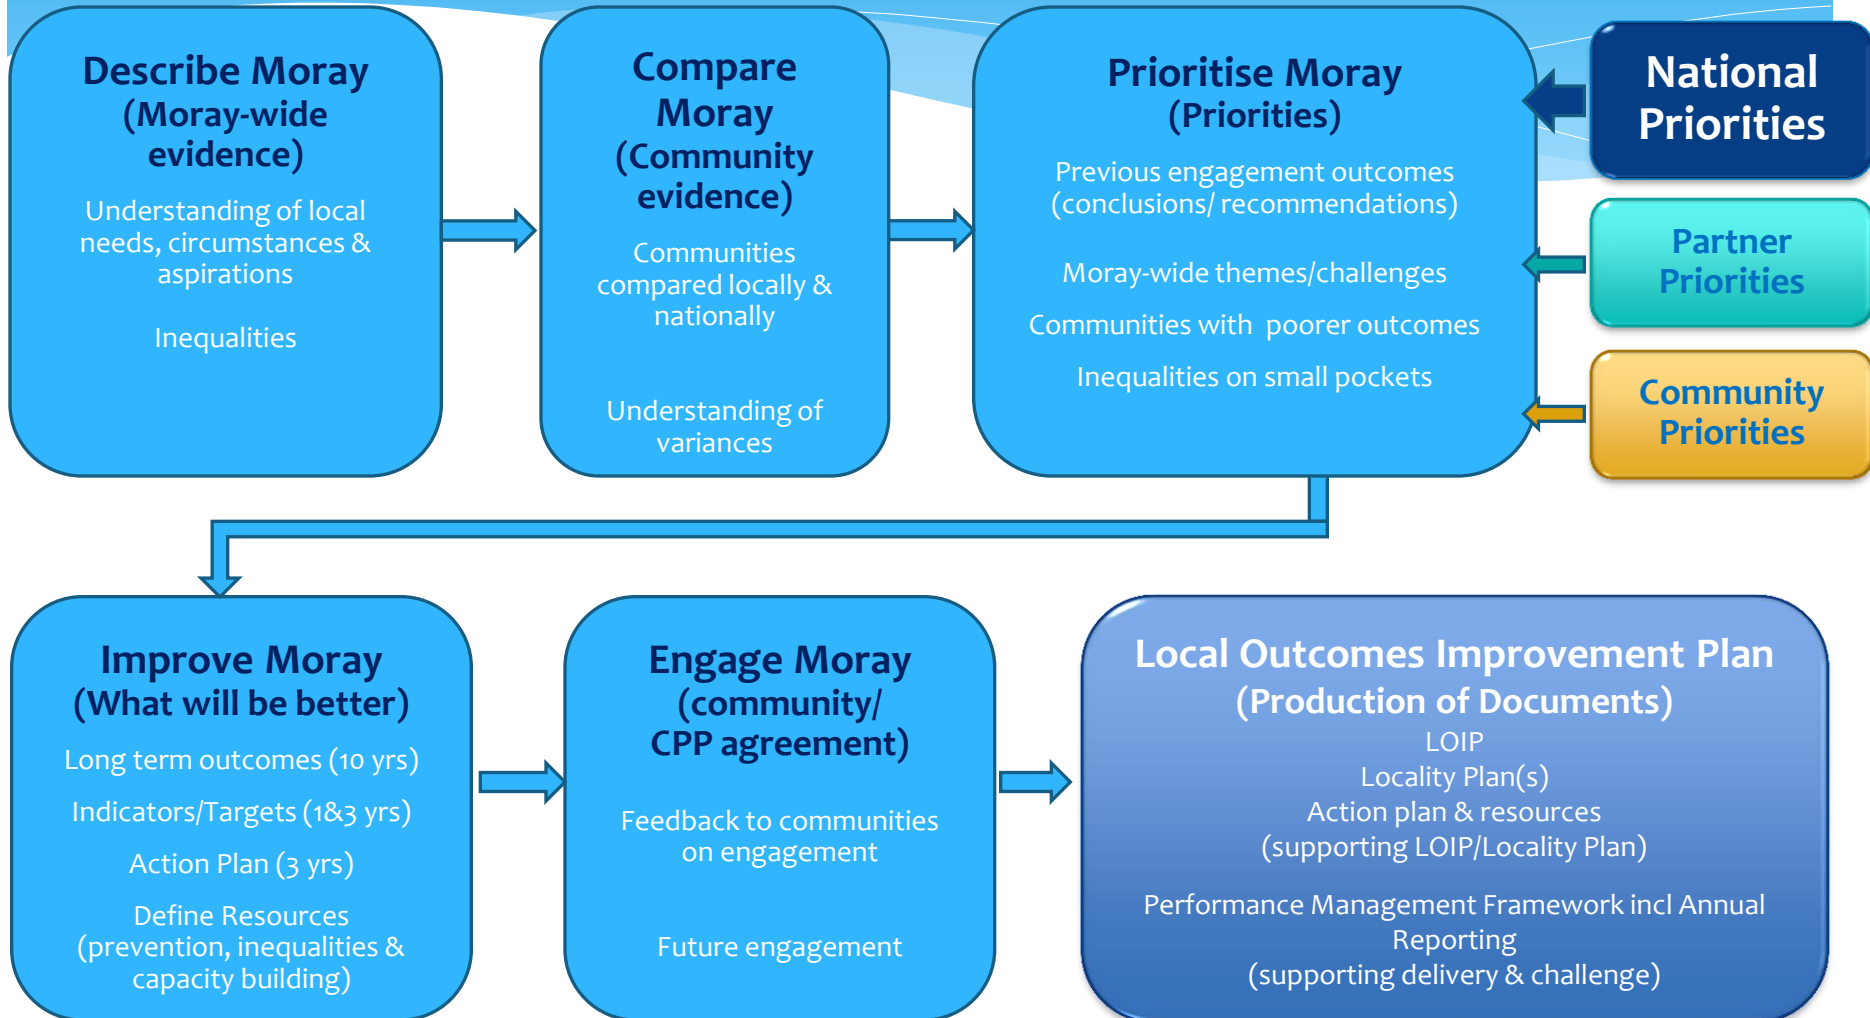 Describe Moray
(Moray-wide
evidence)
Understanding of local
needs, circumstances &
aspirations
Inequalities
Compare
Moray
(Community
evidence)
Communities
compared locally &
nationally
Understanding of
variances
Prioritise Moray
(Priorities)
Previous engagement outcomes
(conclusions/ recommendations)
Moray-wide themes/challenges
Communities with  poorer outcomes
Inequalities on small pockets
National
Priorities
Partner
Priorities
Community
Priorities
Improve Moray
(What will be better)
Long term outcomes (10 yrs)
Indicators/Targets (1&3 yrs)
Action Plan (3 yrs)
Define Resources
(prevention, inequalities &
capacity building)
Engage Moray
(community/
CPP agreement)
Feedback to communities
on engagement
Future engagement
Local Outcomes Improvement Plan
(Production of Documents)
LOIP
Locality Plan(s)
Action plan & resources
(supporting LOIP/Locality Plan)
Performance Management Framework incl Annual
Reporting
(supporting delivery & challenge)